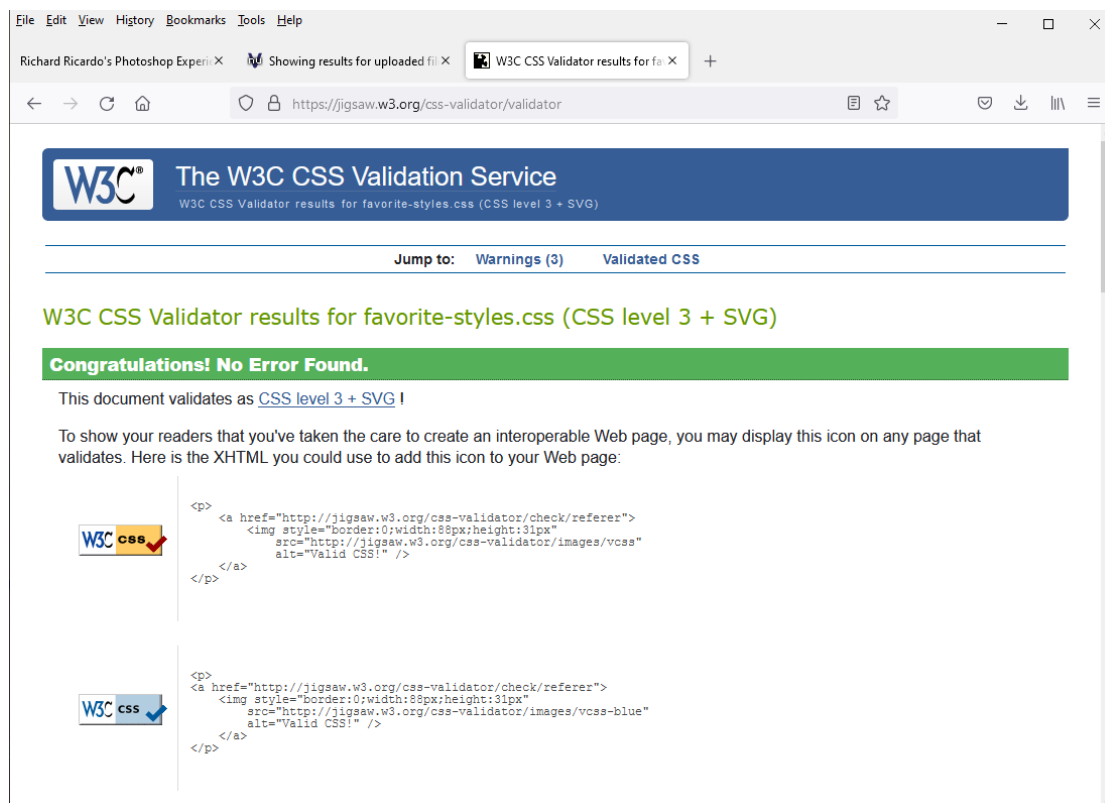 File Edit View History Bookmarks Tools Help
Richard Ricardo's Photoshop Experie
Showing results for uploaded fil
W3C CSS Validator results for fav
https://jigsaw.w3.org/css-validator/validator
W3C®
The W3C CSS Validation Service
W3C CSS Validator results for favorite-styles.css (CSS level 3 + SVG)
Jump to: Warnings (3) Validated CSS
W3C CSS Validator results for favorite-styles.css (CSS level 3 + SVG)
Congratulations! No Error Found.
This document validates as CSS level 3 + SVG !
To show your readers that you've taken the care to create an interoperable Web page, you may display this icon on any page that
validates. Here is the XHTML you could use to add this icon to your Web page:
W3C css
<p>
<a href="http://jigsaw.w3.org/css-validator/check/referer">
<img style="border:0;width:88px;height:31px"
src="http://jigsaw.w3.org/css-validator/images/vcss"
alt="Valid CSS!" />
</a>
</p>
W3C css
<p>
<a href="http://jigsaw.w3.org/css-validator/check/referer">
<img style="border:0;width:88px;height:31px"
src="http://jigsaw.w3.org/css-validator/images/vcss-blue"
alt="Valid CSS!" />
</a>
</p>